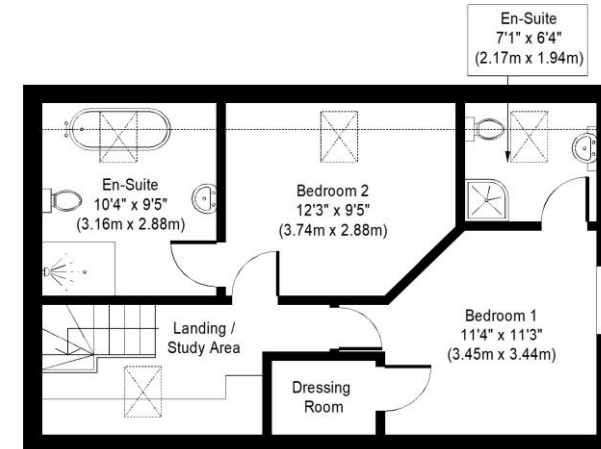 En-Suite
7'1" x 6'4"
(2.17m x 1.94m)
En-Suite
10'4" x 9'5"
(3.16m x 2.88m)
Bedroom 2
12'3" x 9'5"
(3.74m x 2.88m)
Landing /
Study Area
Bedroom 1
11'4" x 11'3"
(3.45m x 3.44m)
Dressing
Room